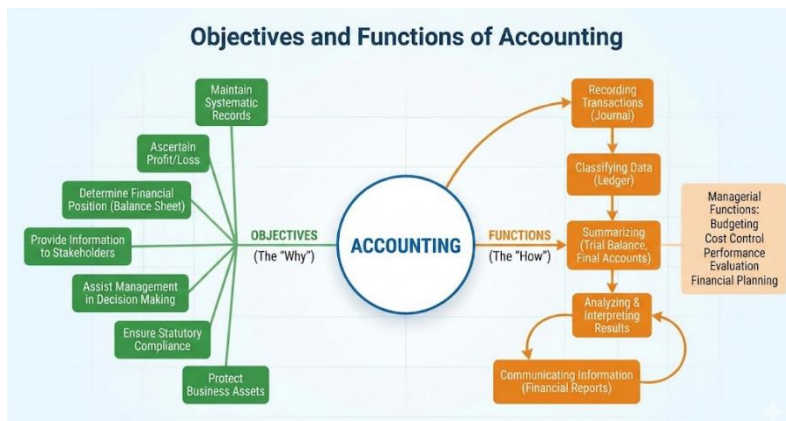 Objectives and Functions of Accounting
Maintain
Systematic
Records
Ascertain
Profit/Loss
Determine Financial
Position (Balance Sheet)
Provide Information
to Stakeholders
Assist Management
in Decision Making
Ensure Statutory
Compliance
Protect
Business Assets
OBJECTIVES
(The "Why")
ACCOUNTING
FUNCTIONS
(The "How")
Recording
Transactions
(Journal)
Classifying Data
(Ledger)
Summarizing
(Trial Balance,
Final Accounts)
Analyzing &
Interpreting
Results
Communicating Information
(Financial Reports)
Managerial
Functions:
Budgeting
Cost Control
Performance
Evaluation
Financial Planning